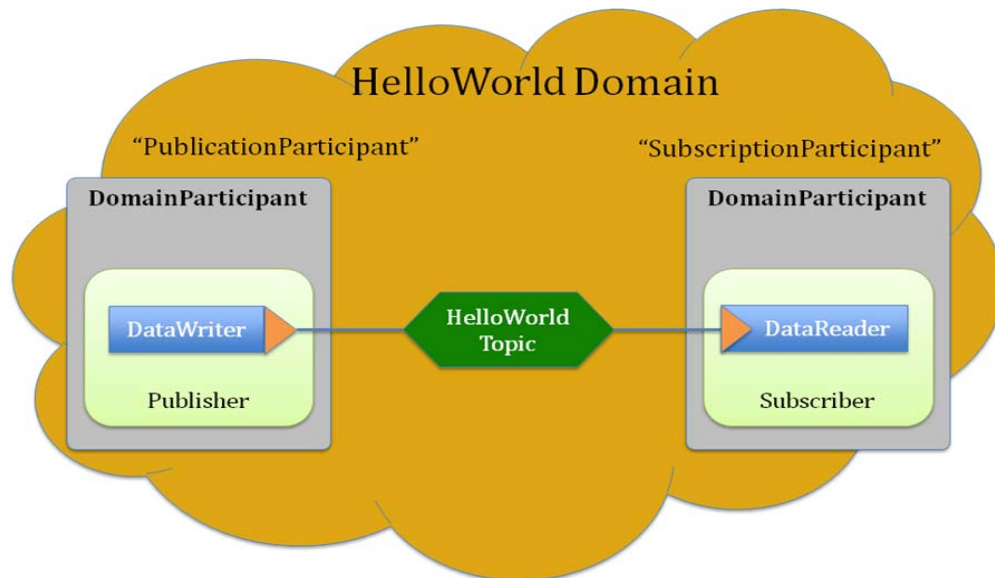 HelloWorld Domain
“PublicationParticipant”
“SubscriptionParticipant”
DomainParticipant
DomainParticipant
DataWriter
HelloWorld
Topic
DataReader
Publisher
Subscriber